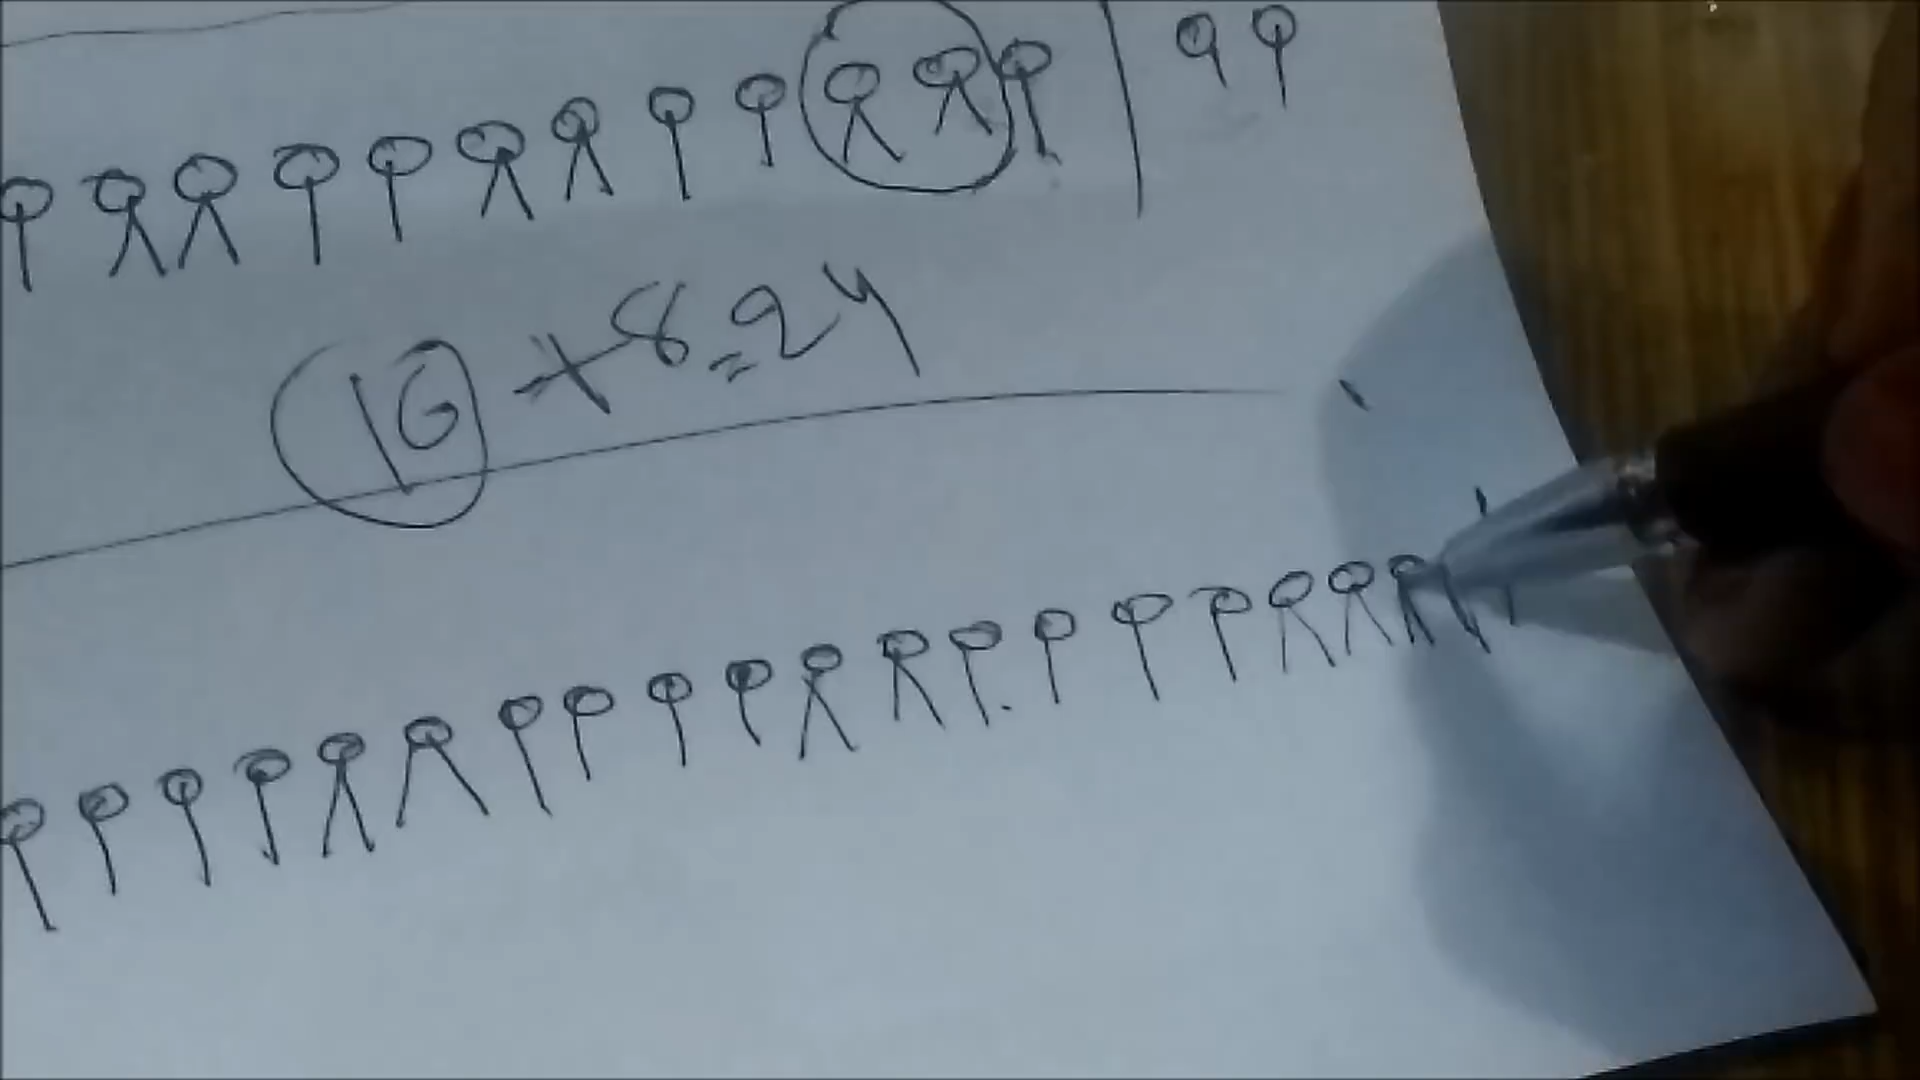 16 + 8 = 24